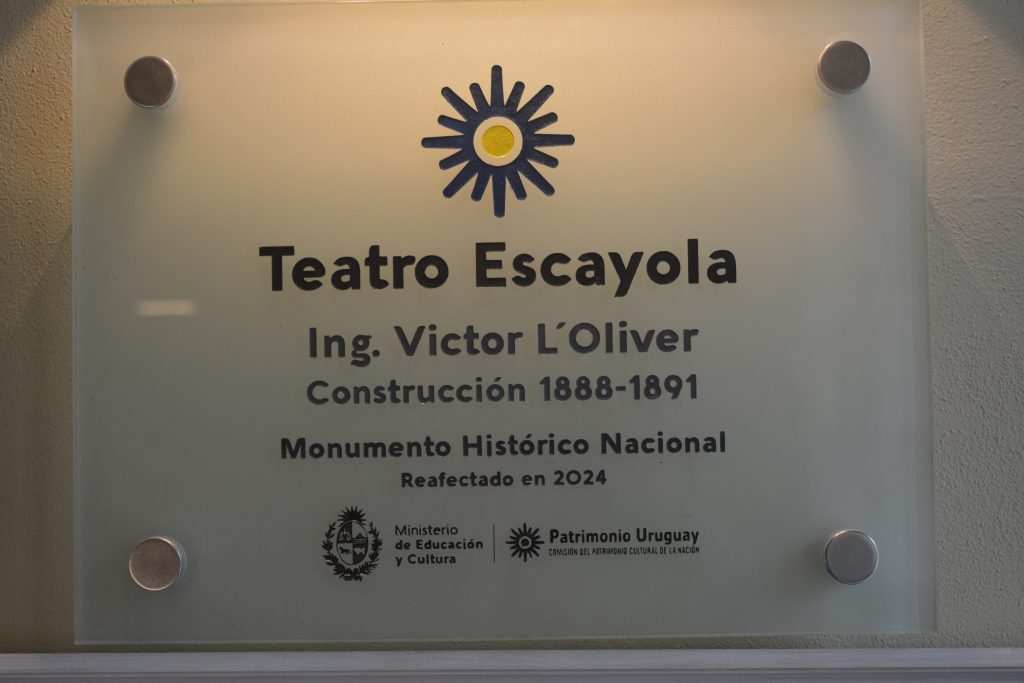 Teatro Escayola
Ing. Victor L´Oliver
Construcción 1888-1891
Monumento Histórico Nacional
Reafectado en 2024
Ministerio
de Educación
y Cultura
Patrimonio Uruguay
COMISIÓN DEL PATRIMONIO CULTURAL DE LA NACIÓN